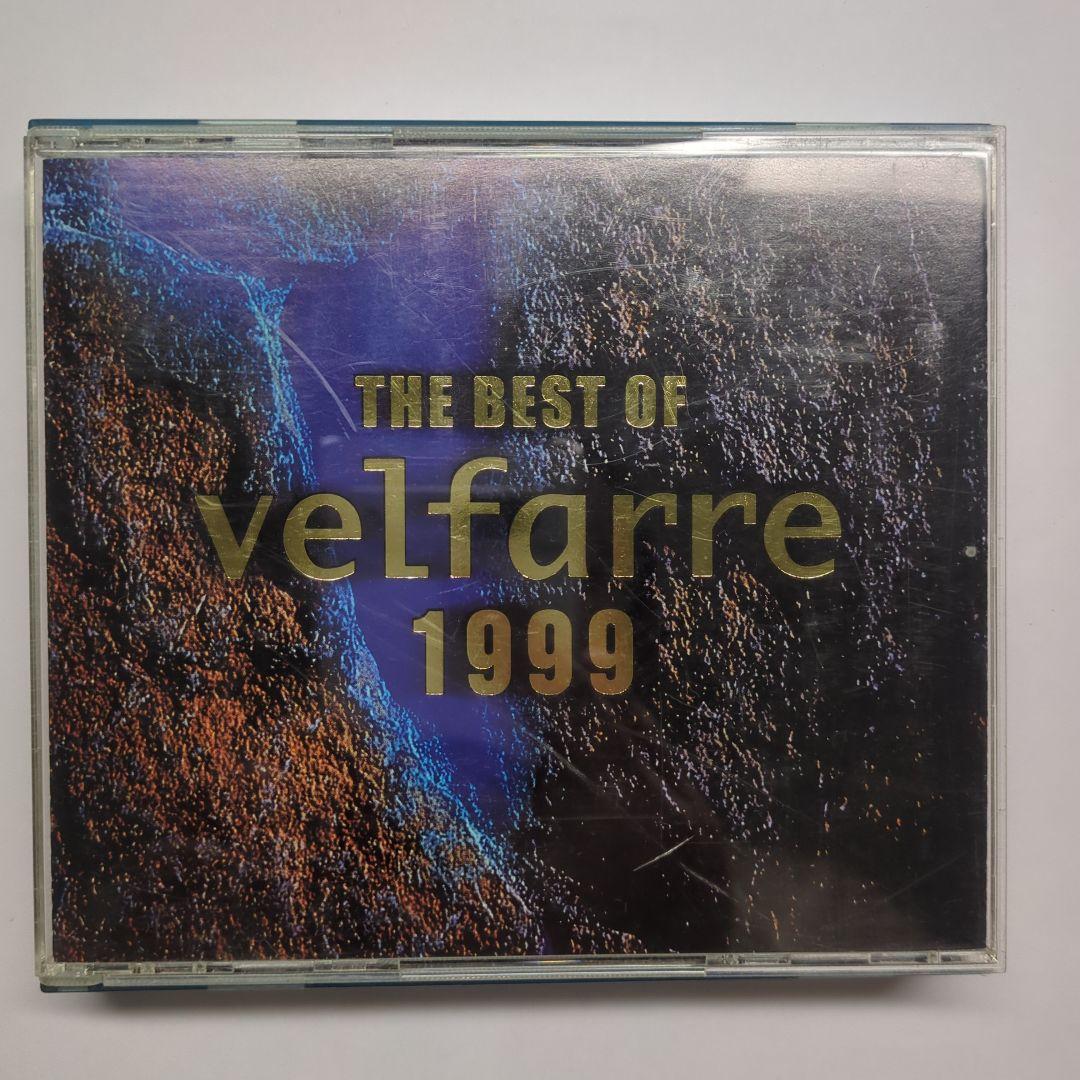 THE BEST OF
velfarre
1999